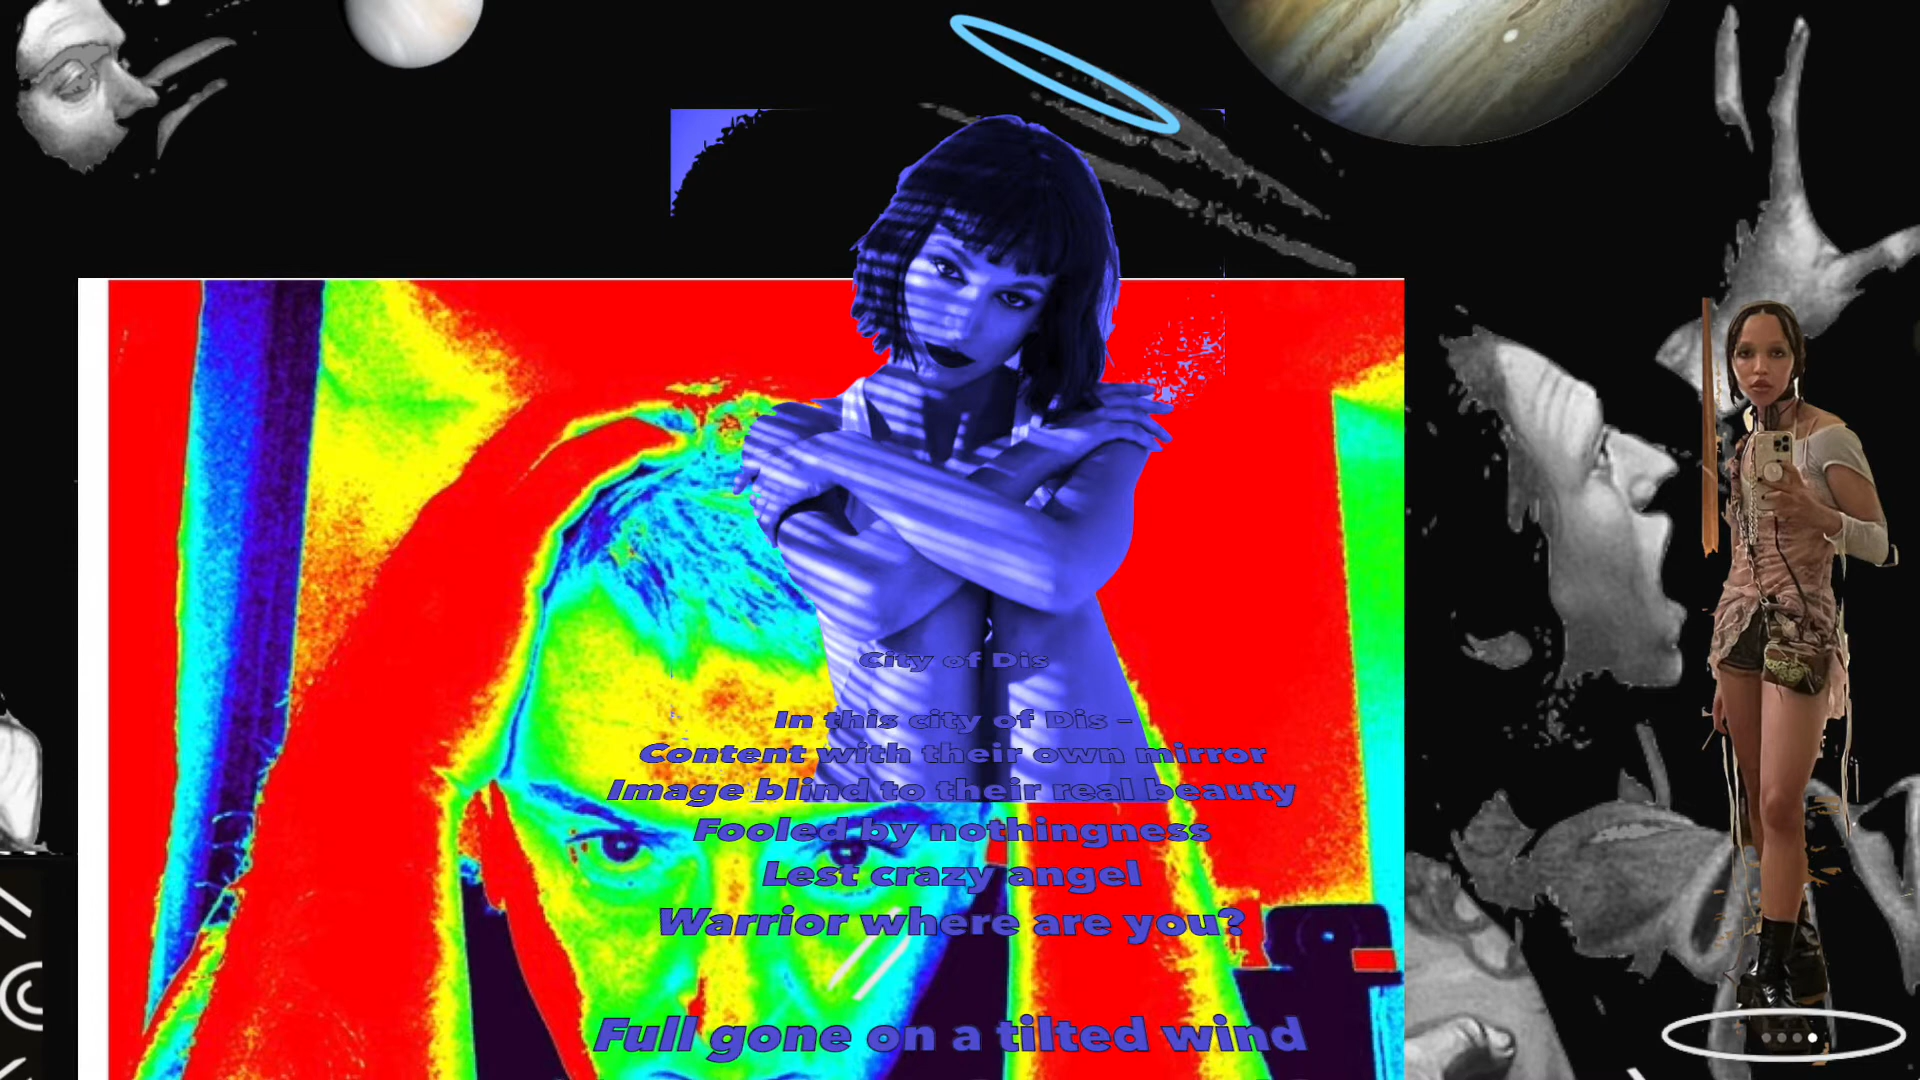 City of Dis
In this city of Dis –
Content with their own mirror
Image blind to their real beauty
Fooled by nothingness
Lest crazy angel
Warrior where are you?
Full gone on a tilted wind